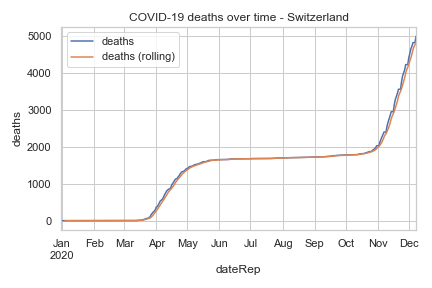 COVID-19 deaths over time - Switzerland
deaths
deaths (rolling)
5000
4000
3000
2000
1000
0
deaths
Jan Feb Mar Apr May Jun Jul Aug Sep Oct Nov Dec
2020
dateRep